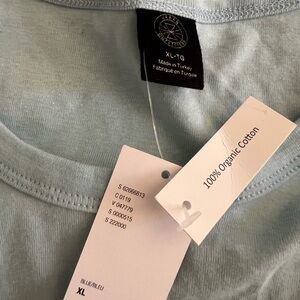 XL-TG
Made in Turkey
Fabriqué en Turquie
100% Organic Cotton
S 62666813
C 0119
V 047779
S 0000515
S 222000
BLUE/BLEU
XL